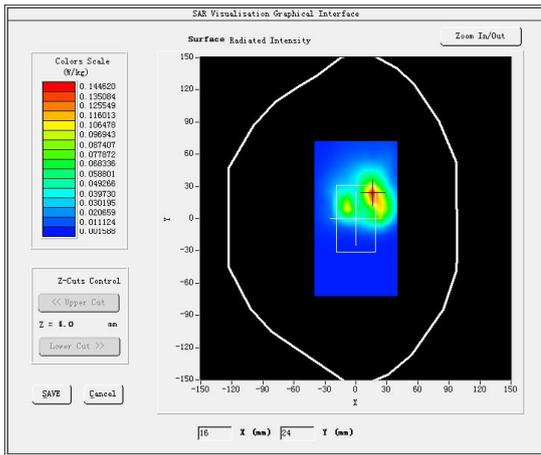 SAR Visualization Graphical Interface
Surface Radiated Intensity
Zoom In/Out
Colors Scale
(W/kg)
0.144620
0.135084
0.125549
0.116013
0.106478
0.096943
0.087407
0.077872
0.068336
0.058801
0.049266
0.039730
0.030195
0.020659
0.011124
0.001588
150
120
90
60
30
0
-30
-60
-90
-120
-150
Y
-150 -120 -90 -60 -30 0 30 60 90 120 150
X
Z-Cuts Control
<< Upper Cut
Z = 4.0 mm
Lower Cut >>
SAVE Cancel
16 X (mm) 24 Y (mm)